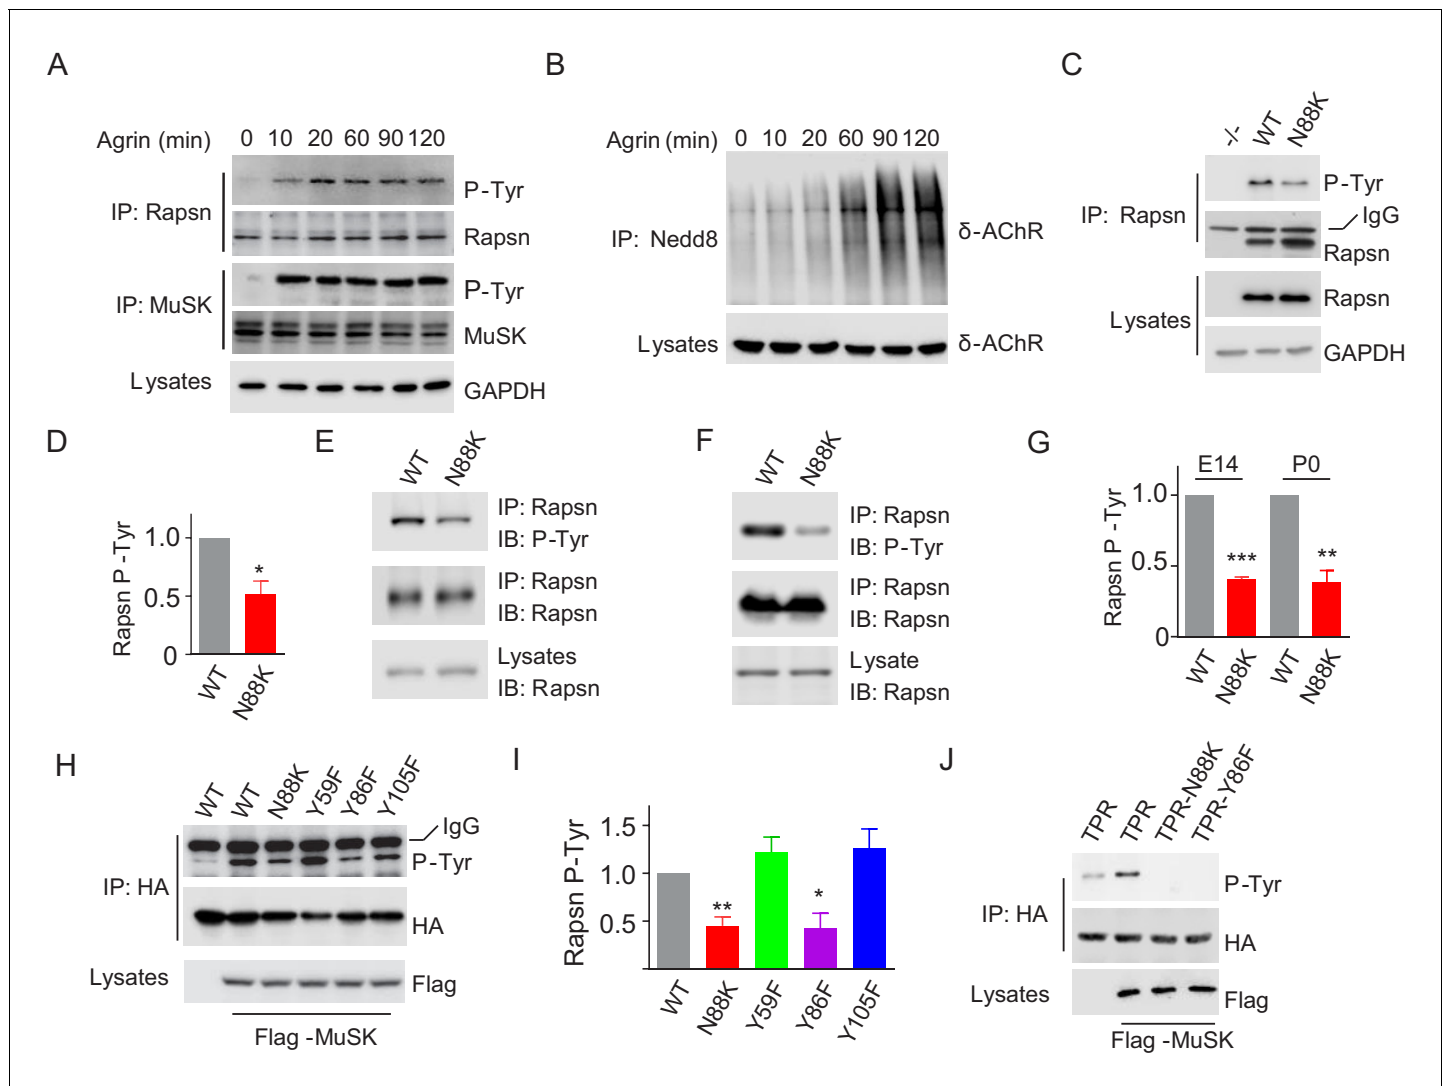 A
Agrin (min) 0 10 20 60 90 120
IP: Rapsn
P-Tyr
Rapsn
IP: MuSK
P-Tyr
MuSK
Lysates
GAPDH
B
Agrin (min) 0 10 20 60 90 120
IP: Nedd8
δ-AChR
Lysates
δ-AChR
C
-/- WT N88K
IP: Rapsn
P-Tyr
IgG
Rapsn
Lysates
Rapsn
GAPDH
D
Rapsn P -Tyr
1.0
0.5
0
*
WT N88K
E
WT N88K
IP: Rapsn
IB: P-Tyr
IP: Rapsn
IB: Rapsn
Lysates
IB: Rapsn
F
WT N88K
IP: Rapsn
IB: P-Tyr
IP: Rapsn
IB: Rapsn
Lysate
IB: Rapsn
G
E14 P0
Rapsn P -Tyr
1.0
0.5
0
*** **
WT N88K WT N88K
H
WT WT N88K Y59F Y86F Y105F
IP: HA
IgG
P-Tyr
HA
Lysates
Flag
Flag -MuSK
I
Rapsn P-Tyr
1.5
1.0
0.5
** *
WT N88K Y59F Y86F Y105F
J
TPR TPR TPR-N88K TPR-Y86F
IP: HA
P-Tyr
HA
Lysates
Flag
Flag -MuSK